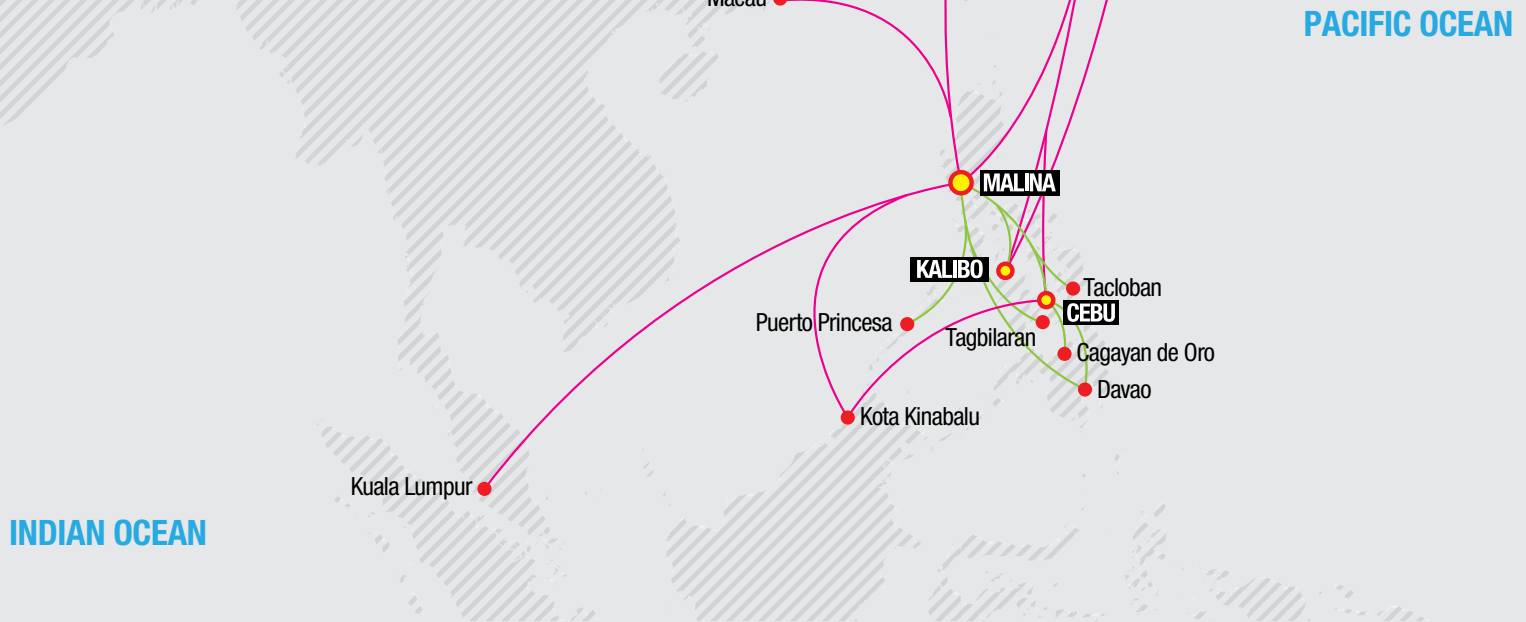 Macau
PACIFIC OCEAN
MALINA
KALIBO
Tacloban
CEBU
Puerto Princesa
Tagbilaran
Cagayan de Oro
Davao
Kota Kinabalu
Kuala Lumpur
INDIAN OCEAN